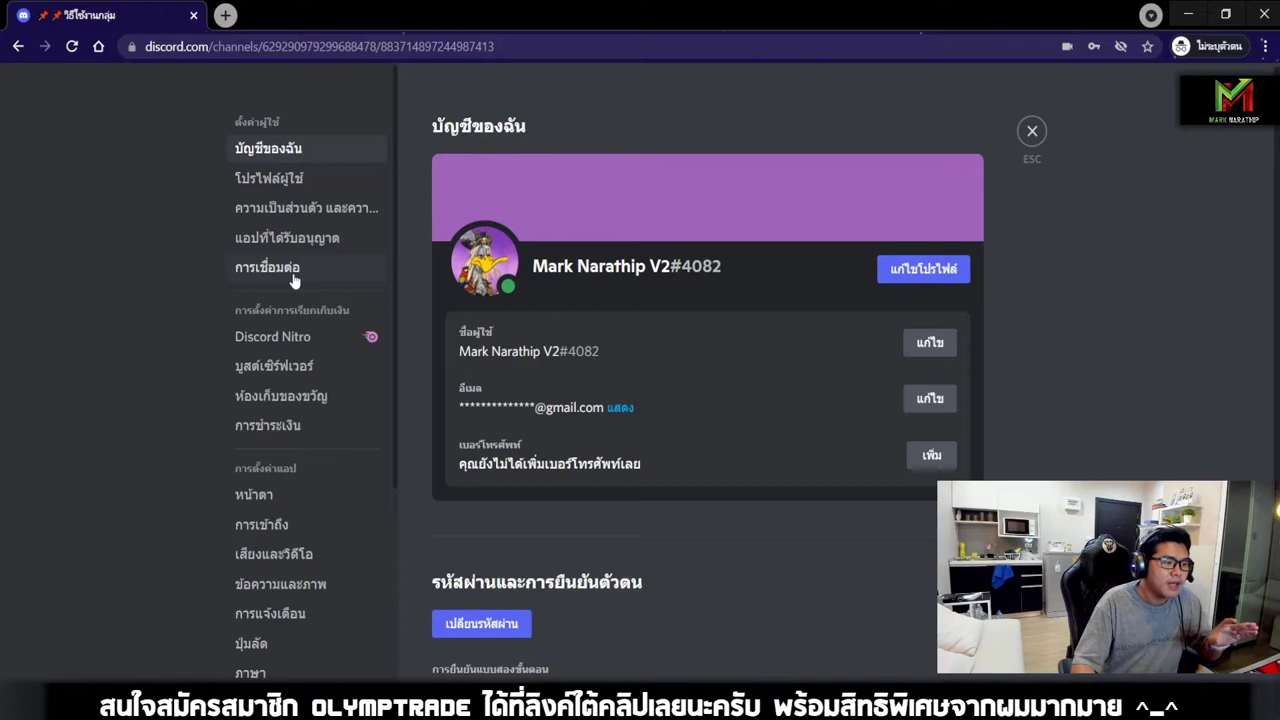 📌 📌 วิธีใช้งานกลุ่ม
discord.com/channels/629290979299688478/883714897244987413
ไม่ระบุตัวตน
MARK NARATHIP
ตั้งค่าผู้ใช้
บัญชีของฉัน
โปรไฟล์ผู้ใช้
ความเป็นส่วนตัว และควา...
แอปที่ได้รับอนุญาต
การเชื่อมต่อ
การตั้งค่าการเรียกเก็บเงิน
Discord Nitro
บูสต์เซิร์ฟเวอร์
ห้องเก็บของขวัญ
การชำระเงิน
การตั้งค่าแอป
หน้าตา
การเข้าถึง
เสียงและวิดีโอ
ข้อความและภาพ
การแจ้งเตือน
ปุ่มลัด
ภาษา
บัญชีของฉัน
ESC
Mark Narathip V2#4082
แก้ไขโปรไฟล์
ชื่อผู้ใช้
Mark Narathip V2#4082
แก้ไข
อีเมล
**************@gmail.com แสดง
แก้ไข
เบอร์โทรศัพท์
คุณยังไม่ได้เพิ่มเบอร์โทรศัพท์เลย
เพิ่ม
รหัสผ่านและการยืนยันตัวตน
เปลี่ยนรหัสผ่าน
การยืนยันแบบสองขั้นตอน
สนใจสมัครสมาชิก OLYMPTRADE ได้ที่ลิงค์ใต้คลิปเลยนะครับ พร้อมสิทธิพิเศษจากผมมากมาย ^_^